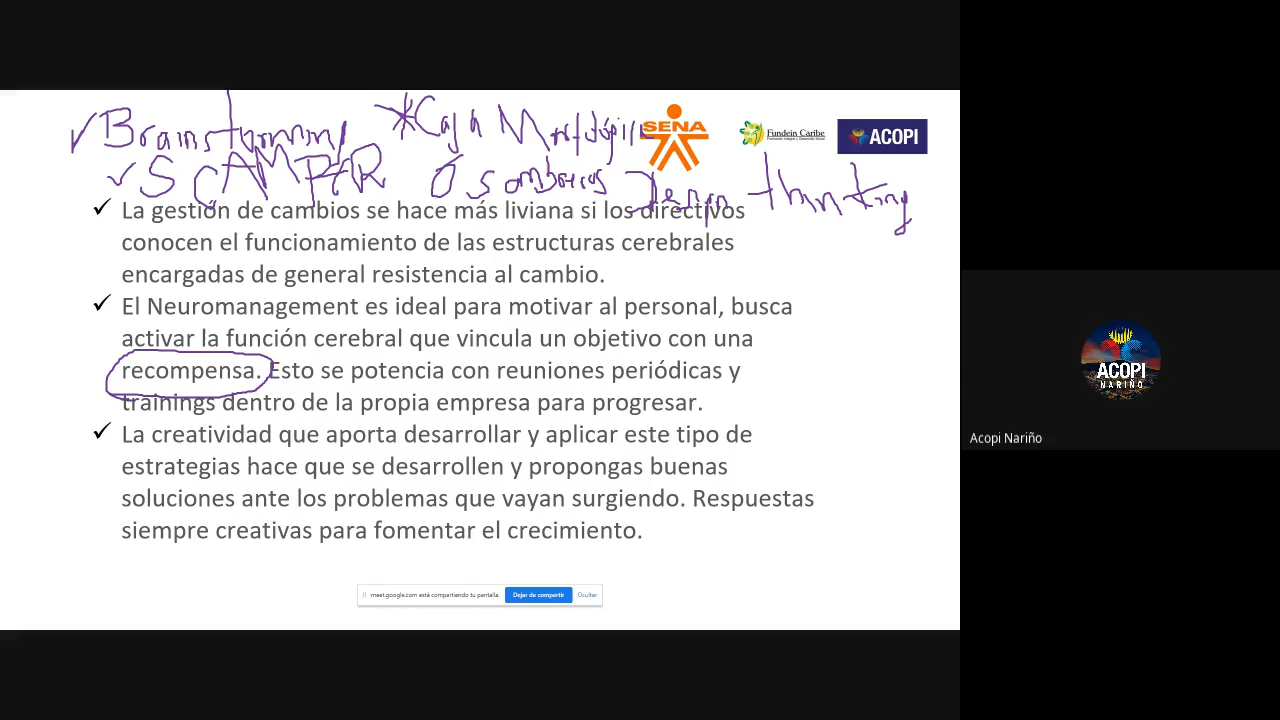 ✓ Brainstorming * Caja Morfológica
✓ SCAMPER 6 sombreros Design thinking
SENA
Fundein Caribe
ACOPI
✓ La gestión de cambios se hace más liviana si los directivos
conocen el funcionamiento de las estructuras cerebrales
encargadas de general resistencia al cambio.
✓ El Neuromanagement es ideal para motivar al personal, busca
activar la función cerebral que vincula un objetivo con una
recompensa. Esto se potencia con reuniones periódicas y
trainings dentro de la propia empresa para progresar.
✓ La creatividad que aporta desarrollar y aplicar este tipo de
estrategias hace que se desarrollen y propongas buenas
soluciones ante los problemas que vayan surgiendo. Respuestas
siempre creativas para fomentar el crecimiento.
meet.google.com está compartiendo tu pantalla. Dejar de compartir Ocultar
ACOPI
NARIÑO
Acopi Nariño